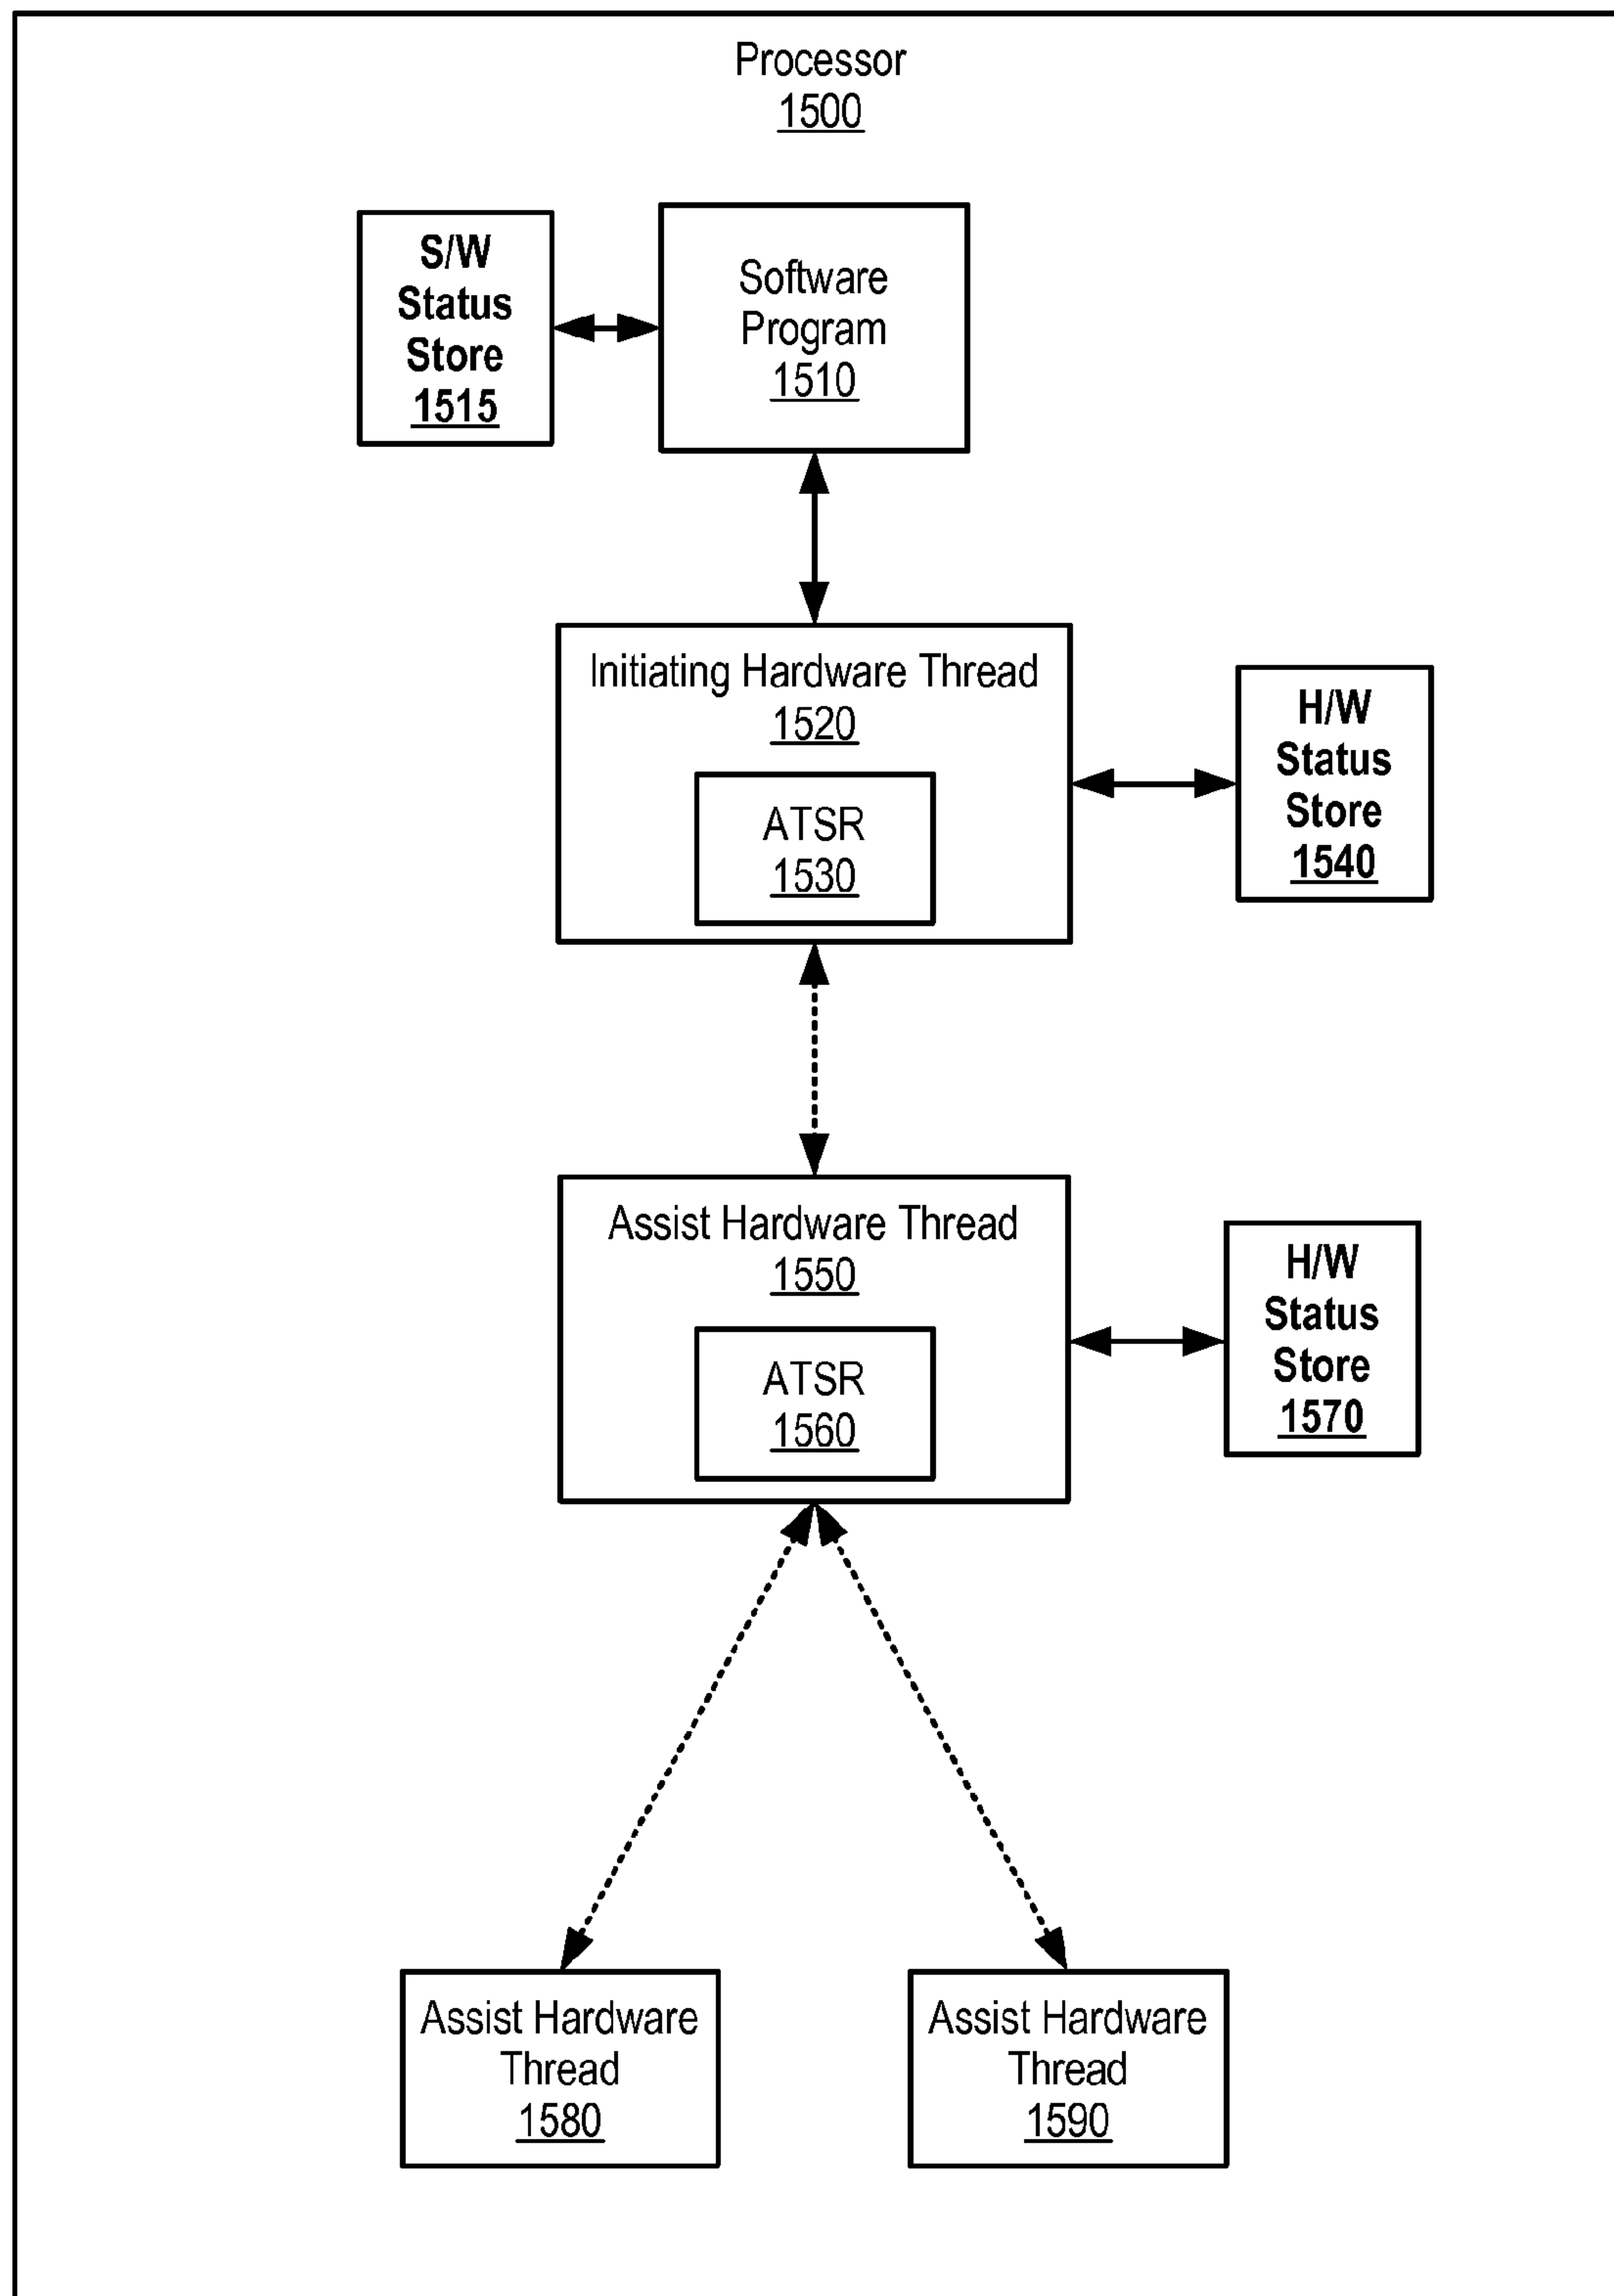 Processor
1500
S/W
Status
Store
1515
Software
Program
1510
Initiating Hardware Thread
1520
ATSR
1530
H/W
Status
Store
1540
Assist Hardware Thread
1550
ATSR
1560
H/W
Status
Store
1570
Assist Hardware
Thread
1580
Assist Hardware
Thread
1590